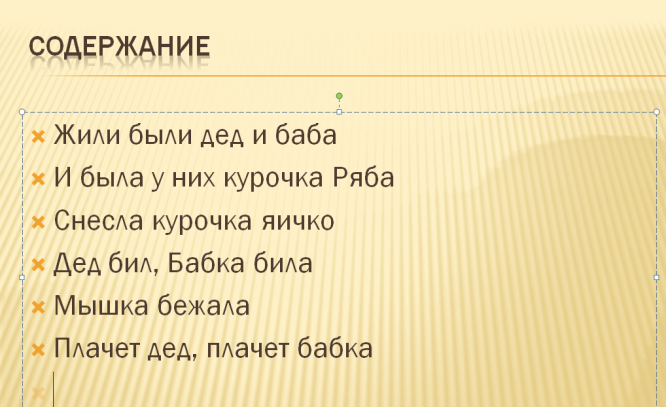 СОДЕРЖАНИЕ
Жили были дед и баба
И была у них курочка Ряба
Снесла курочка яичко
Дед бил, Бабка била
Мышка бежала
Плачет дед, плачет бабка